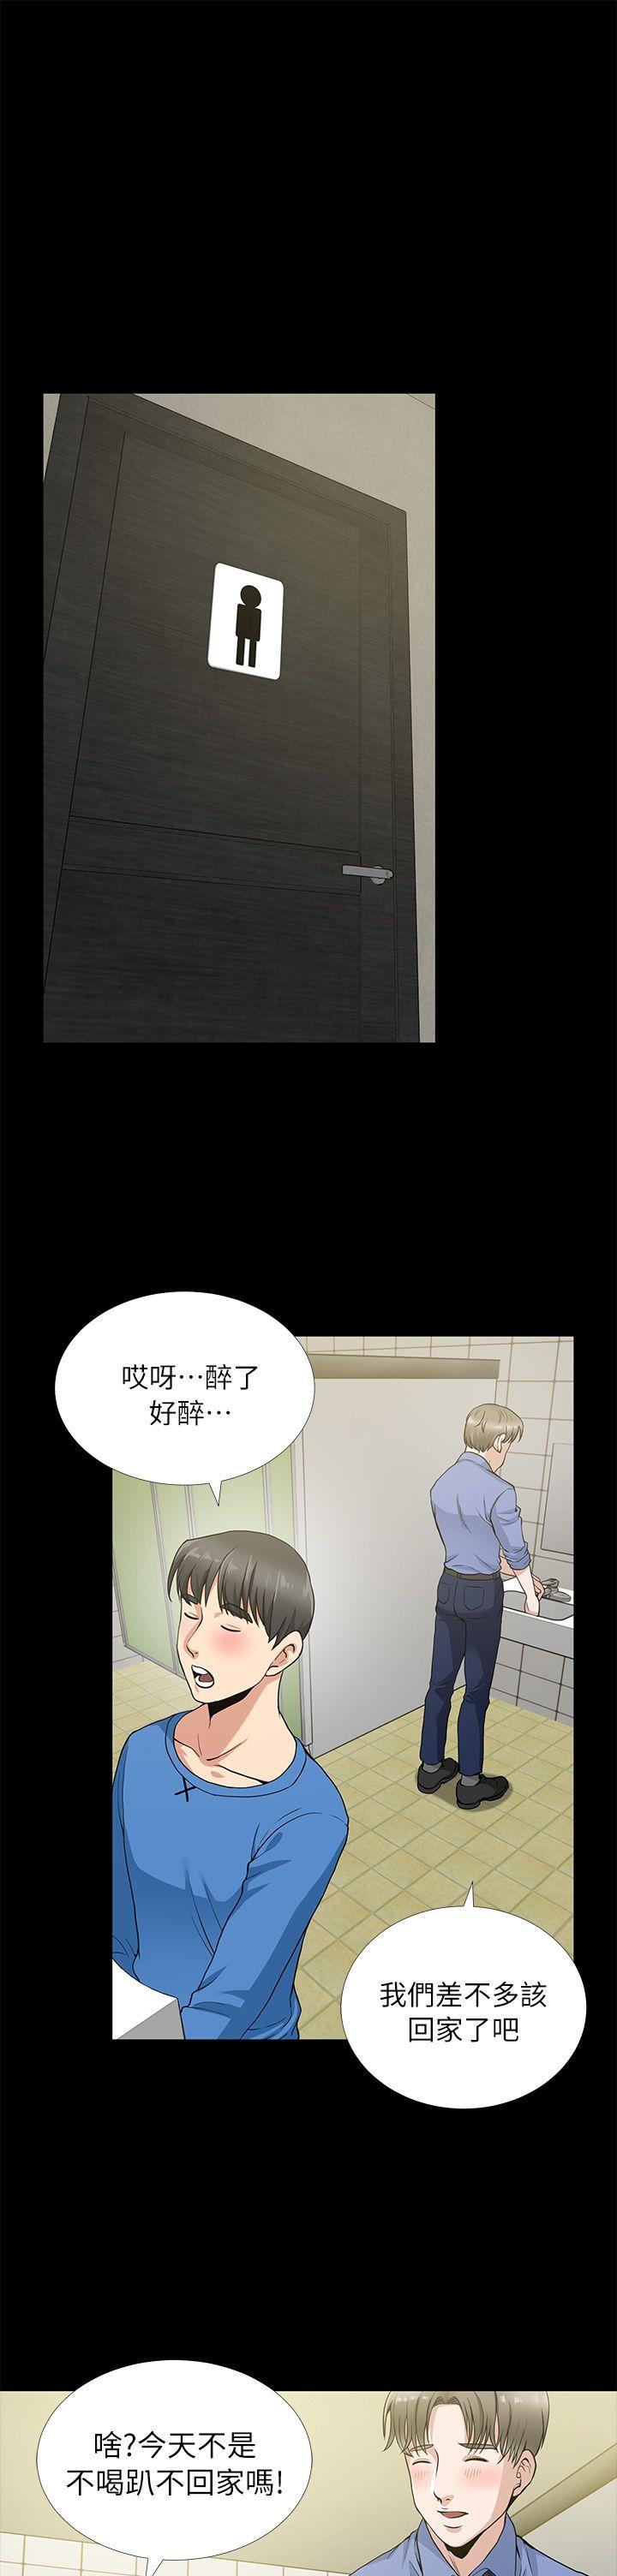 哎呀⋯醉了
好醉⋯
我們差不多該
回家了吧
啥?今天不是
不喝趴不回家嗎!